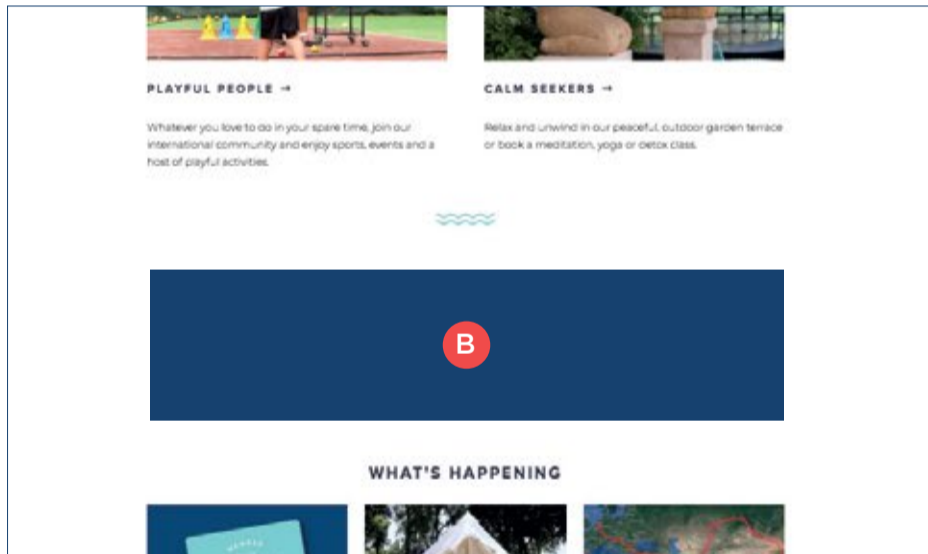 PLAYFUL PEOPLE →
Whatever you love to do in your spare time, join our
international community and enjoy sports, events and a
host of playful activities.
CALM SEEKERS →
Relax and unwind in our peaceful, outdoor garden terrace
or book a meditation, yoga or detox class.
B
WHAT'S HAPPENING